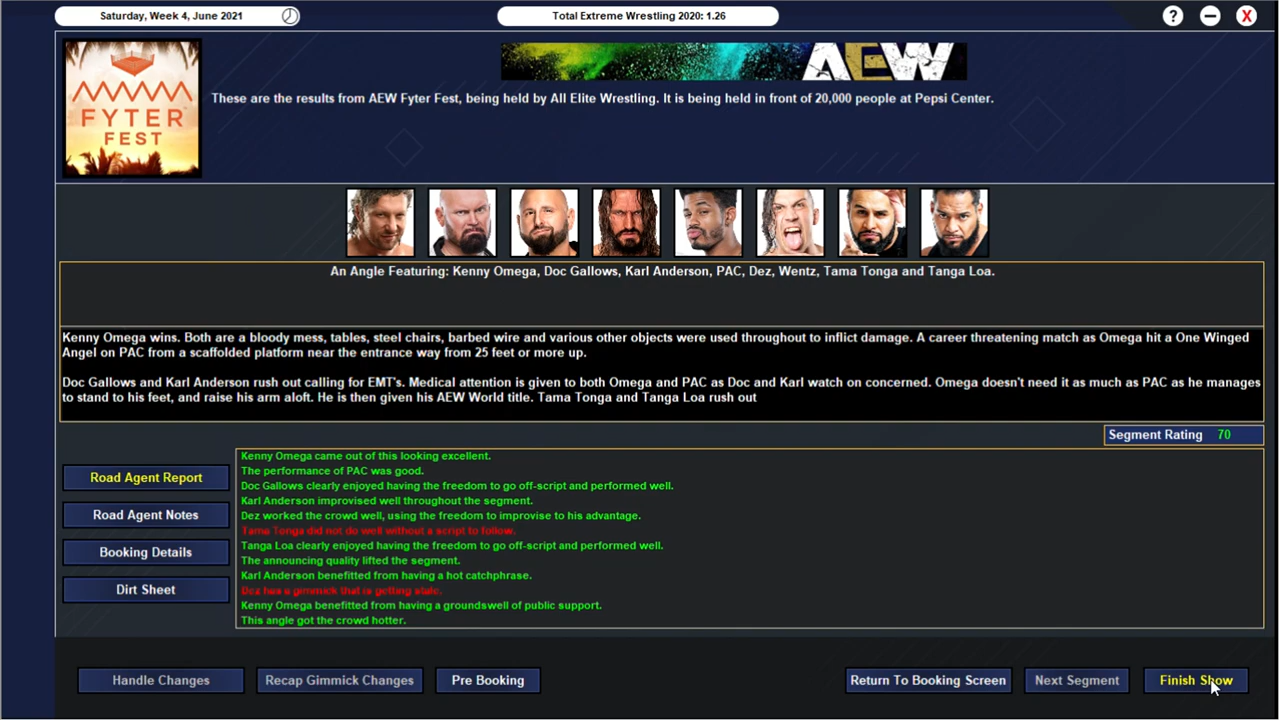 Saturday, Week 4, June 2021
Total Extreme Wrestling 2020: 1.26
?
X
FYTER
FEST
AEW
These are the results from AEW Fyter Fest, being held by All Elite Wrestling. It is being held in front of 20,000 people at Pepsi Center.
An Angle Featuring: Kenny Omega, Doc Gallows, Karl Anderson, PAC, Dez, Wentz, Tama Tonga and Tanga Loa.
Kenny Omega wins. Both are a bloody mess, tables, steel chairs, barbed wire and various other objects were used throughout to inflict damage. A career threatening match as Omega hit a One Winged
Angel on PAC from a scaffolded platform near the entrance way from 25 feet or more up.
Doc Gallows and Karl Anderson rush out calling for EMT's. Medical attention is given to both Omega and PAC as Doc and Karl watch on concerned. Omega doesn't need it as much as PAC as he manages
to stand to his feet, and raise his arm aloft. He is then given his AEW World title. Tama Tonga and Tanga Loa rush out
Segment Rating 70
Road Agent Report
Road Agent Notes
Booking Details
Dirt Sheet
Kenny Omega came out of this looking excellent.
The performance of PAC was good.
Doc Gallows clearly enjoyed having the freedom to go off-script and performed well.
Karl Anderson improvised well throughout the segment.
Dez worked the crowd well, using the freedom to improvise to his advantage.
Tama Tonga did not do well without a script to follow.
Tanga Loa clearly enjoyed having the freedom to go off-script and performed well.
The announcing quality lifted the segment.
Karl Anderson benefitted from having a hot catchphrase.
Dez has a gimmick that is getting stale.
Kenny Omega benefitted from having a groundswell of public support.
This angle got the crowd hotter.
Handle Changes
Recap Gimmick Changes
Pre Booking
Return To Booking Screen
Next Segment
Finish Show